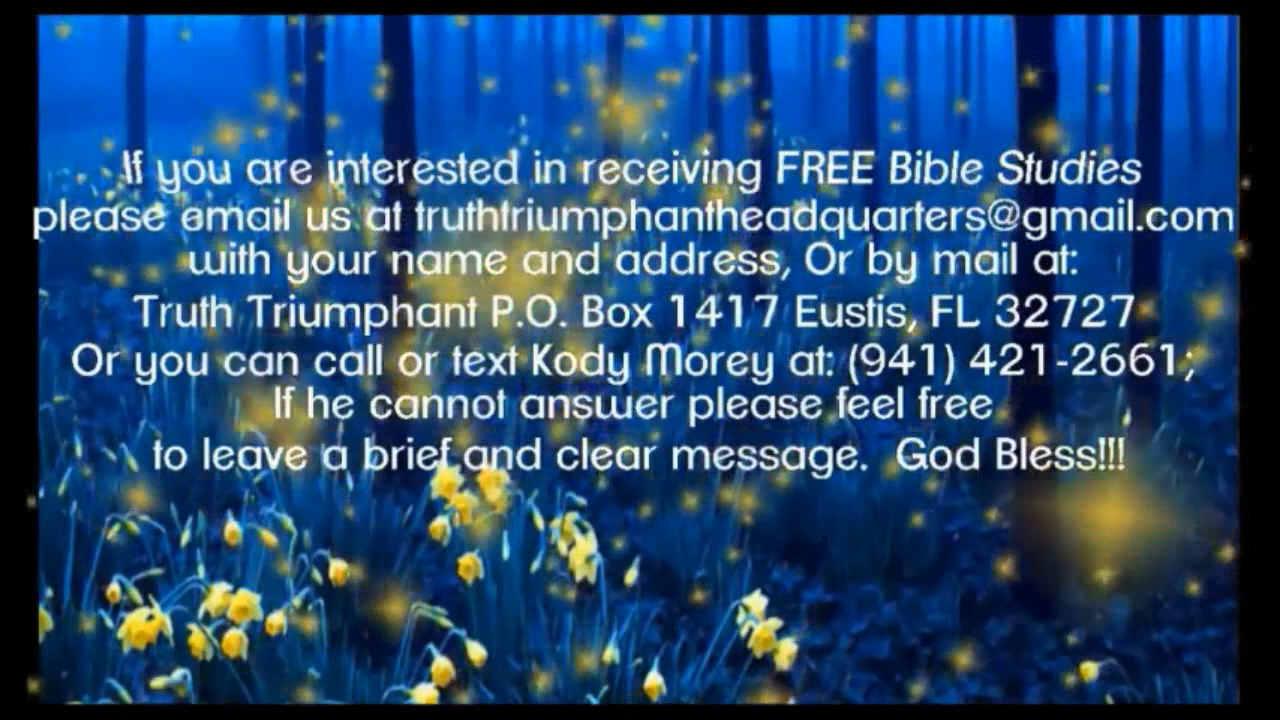 If you are interested in receiving FREE Bible Studies
please email us at truthtriumphantheadquarters@gmail.com
with your name and address, Or by mail at:
Truth Triumphant P.O. Box 1417 Eustis, FL 32727
Or you can call or text Kody Morey at: (941) 421-2661;
If he cannot answer please feel free
to leave a brief and clear message.  God Bless!!!